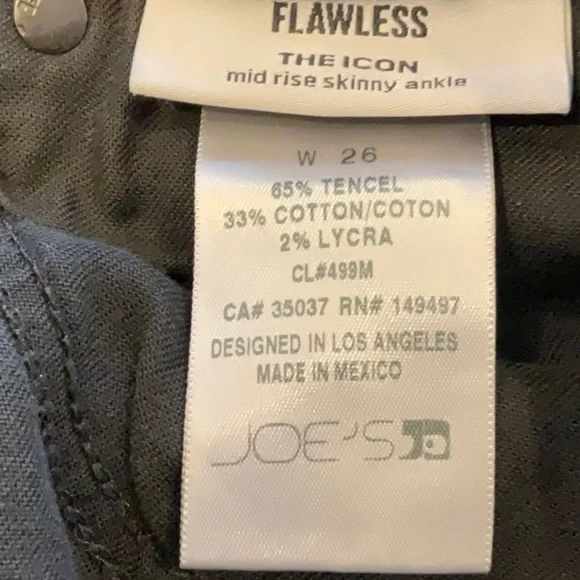 FLAWLESS
THE ICON
mid rise skinny ankle
W 26
65% TENCEL
33% COTTON/COTON
2% LYCRA
CL#499M
CA# 35037 RN# 149497
DESIGNED IN LOS ANGELES
MADE IN MEXICO
JOE'S